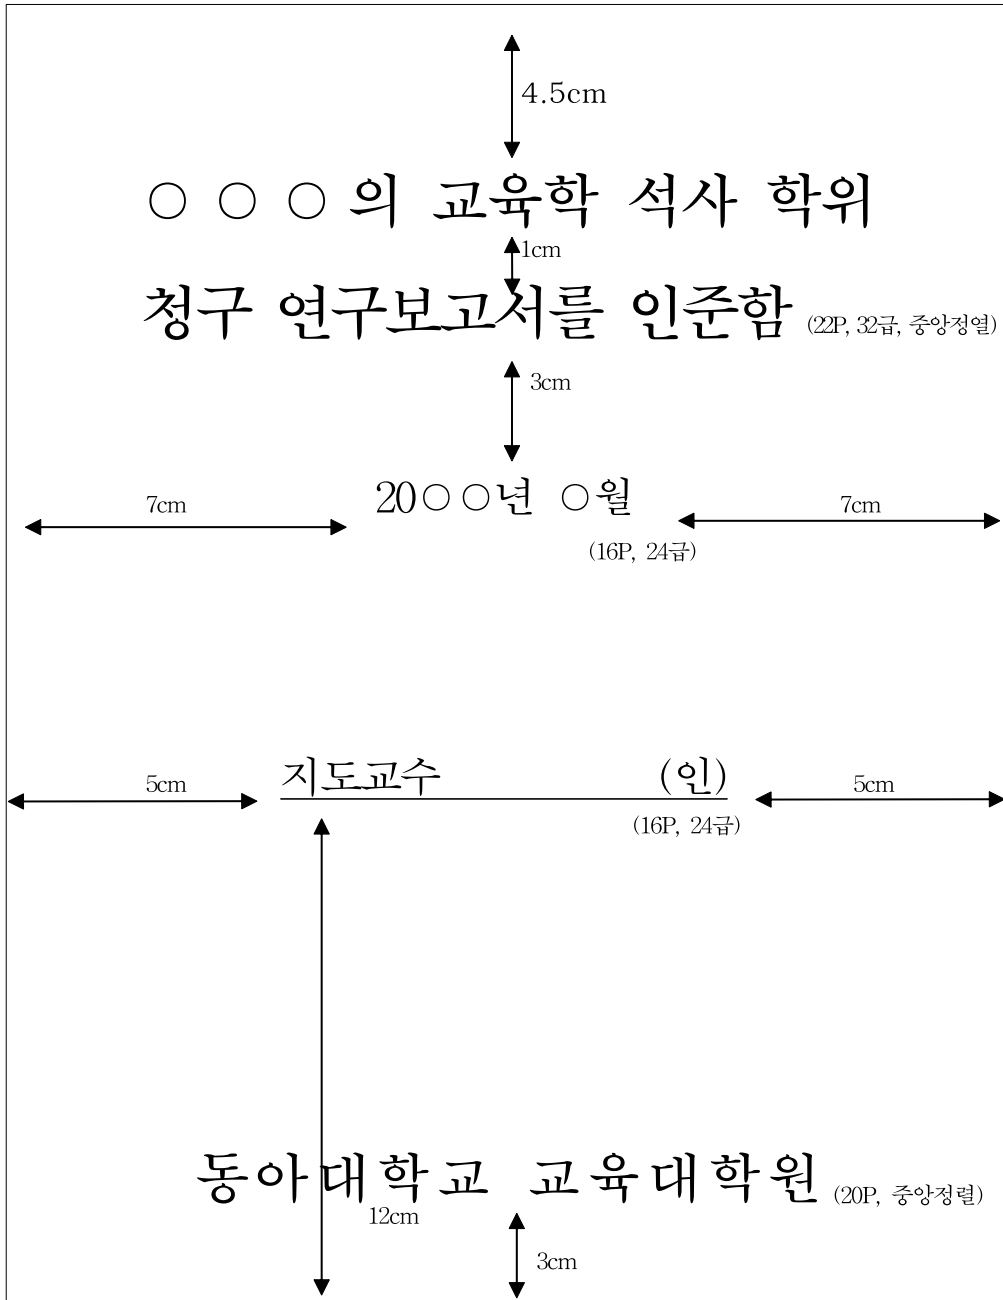 4.5cm
○ ○ ○의 교육학 석사 학위
1cm
청구 연구보고서를 인준함 (22P, 32급, 중앙정열)
3cm
20○○년 ○월
7cm
7cm
(16P, 24급)
지도교수 (인)
5cm
5cm
(16P, 24급)
동아대학교 교육대학원 (20P, 중앙정렬)
12cm
3cm